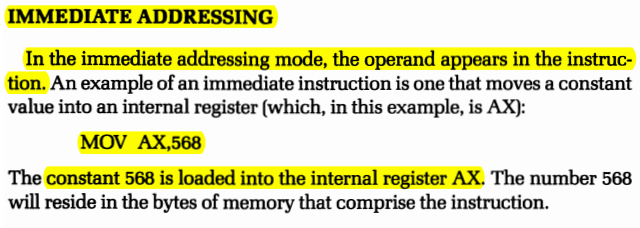 IMMEDIATE ADDRESSING
In the immediate addressing mode, the operand appears in the instruc-
tion. An example of an immediate instruction is one that moves a constant
value into an internal register (which, in this example, is AX):
MOV AX,568
The constant 568 is loaded into the internal register AX. The number 568
will reside in the bytes of memory that comprise the instruction.